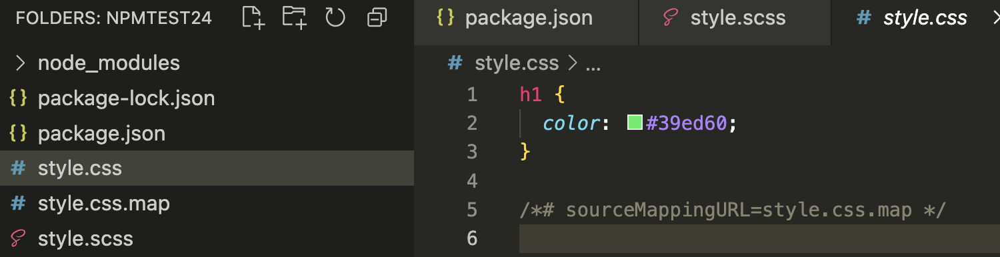 FOLDERS: NPMTEST24
node_modules
{} package-lock.json
{} package.json
# style.css
# style.css.map
style.scss
{} package.json style.scss # style.css
# style.css > ...
1 h1 {
2 color: #39ed60;
3 }
4
5 /*# sourceMappingURL=style.css.map */
6